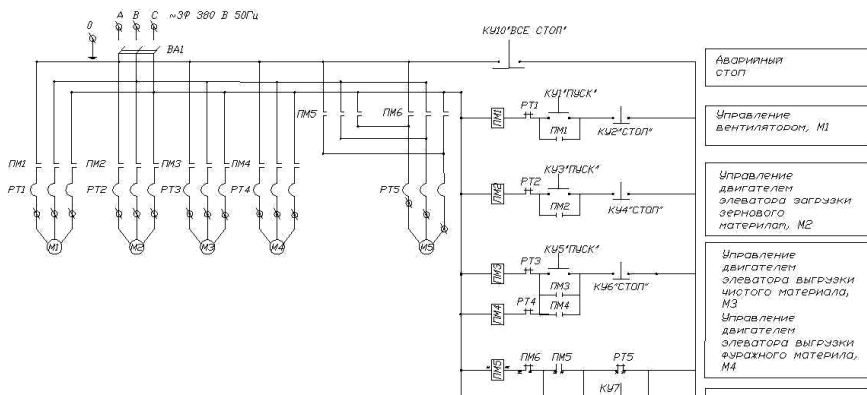 О А В С ~3Ф 380 В 50Гц
ВА1
КУ10"ВСЕ СТОП"
Аварийный
стоп
ПМ5 ПМ6
ПМ1 РТ1 КУ1"ПУСК"
ПМ1 КУ2"СТОП"
Управление
вентилятором, М1
ПМ1 ПМ2 ПМ3 ПМ4
РТ1 РТ2 РТ3 РТ4 РТ5
ПМ2 РТ2 КУ3"ПУСК"
ПМ2 КУ4"СТОП"
Управление
двигателем
элеватора загрузки
зернового
материлат, М2
М1 М2 М3 М4 М5
ПМ3 РТ3 КУ5"ПУСК"
ПМ3 КУ6"СТОП"
ПМ4 РТ4 ПМ4
Управление
двигателем
элеватора выгрузки
чистого материала,
М3
Управление
двигателем
элеватора выгрузки
фуражного материла,
М4
ПМ5 ПМ6 ПМ5 РТ5
КУ7